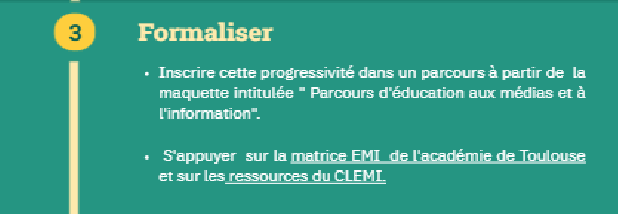 3
Formaliser
• Inscrire cette progressivité dans un parcours à partir de la
maquette intitulée " Parcours d'éducation aux médias et à
l'information".
• S'appuyer sur la matrice EMI de l'académie de Toulouse
et sur les ressources du CLEMI.